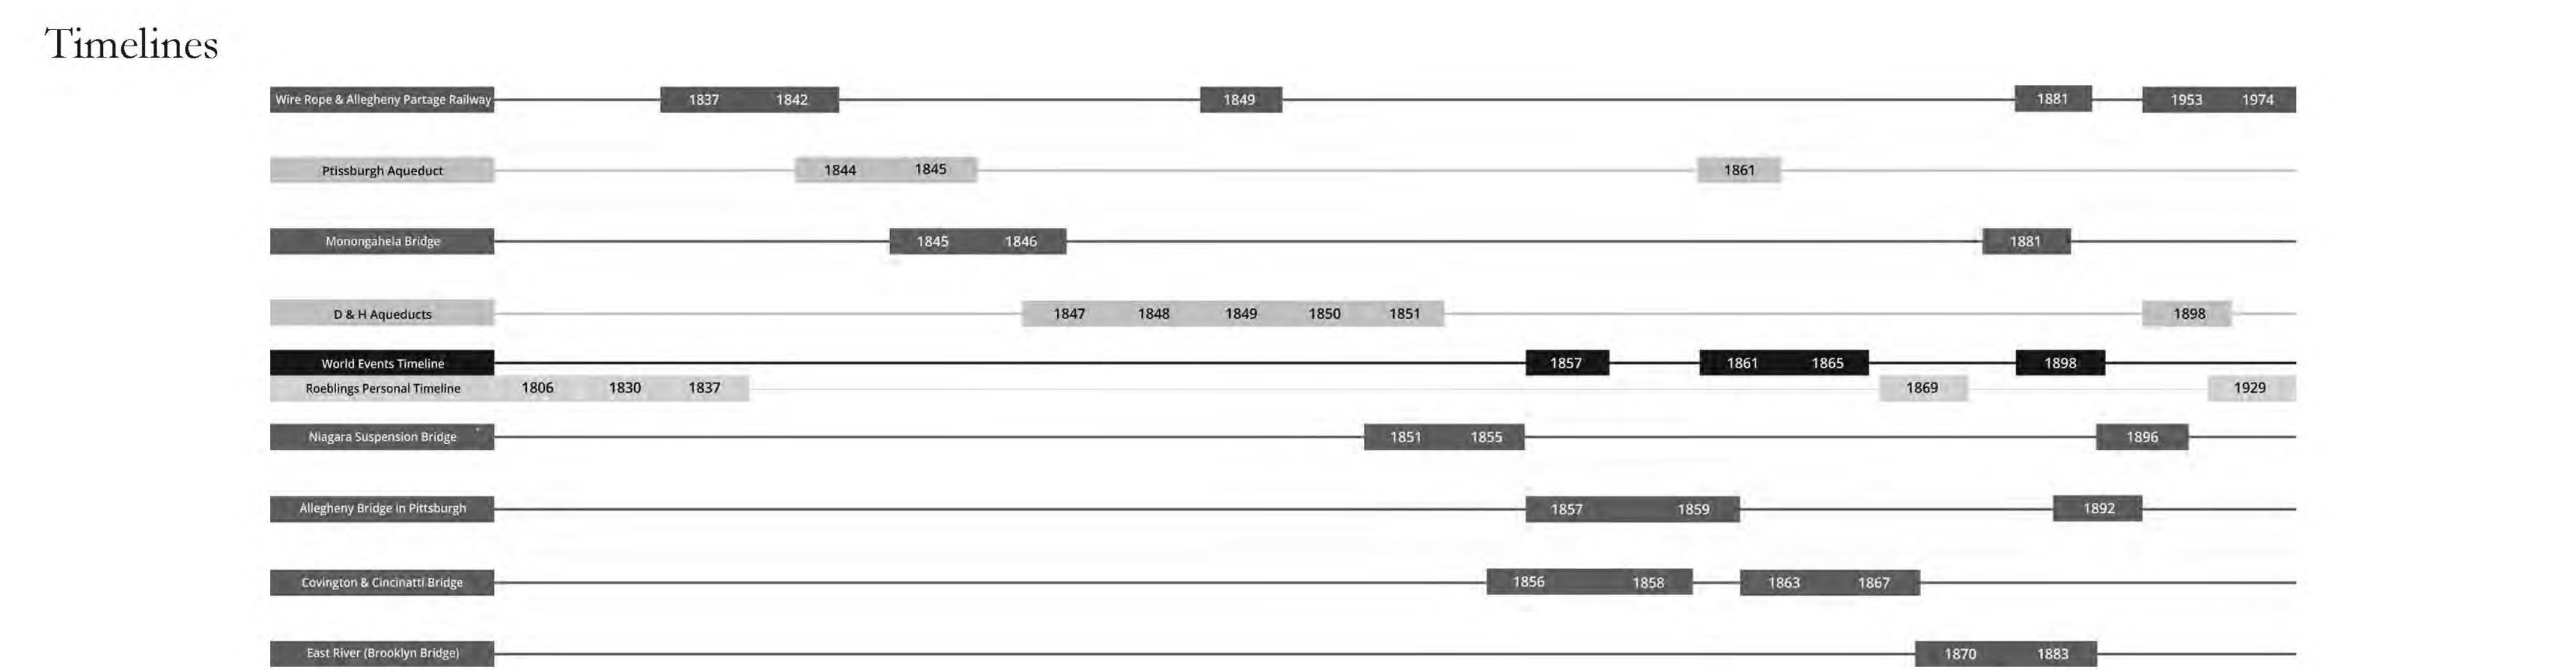 Timelines
Wire Rope & Allegheny Partage Railway 1837 1842 1849 1881 1953 1974
Ptissburgh Aqueduct 1844 1845 1861
Monongahela Bridge 1845 1846 1881
D & H Aqueducts 1847 1848 1849 1850 1851 1898
World Events Timeline 1857 1861 1865 1898
Roeblings Personal Timeline 1806 1830 1837 1869 1929
Niagara Suspension Bridge 1851 1855 1896
Allegheny Bridge in Pittsburgh 1857 1859 1892
Covington & Cincinatti Bridge 1856 1858 1863 1867
East River (Brooklyn Bridge) 1870 1883